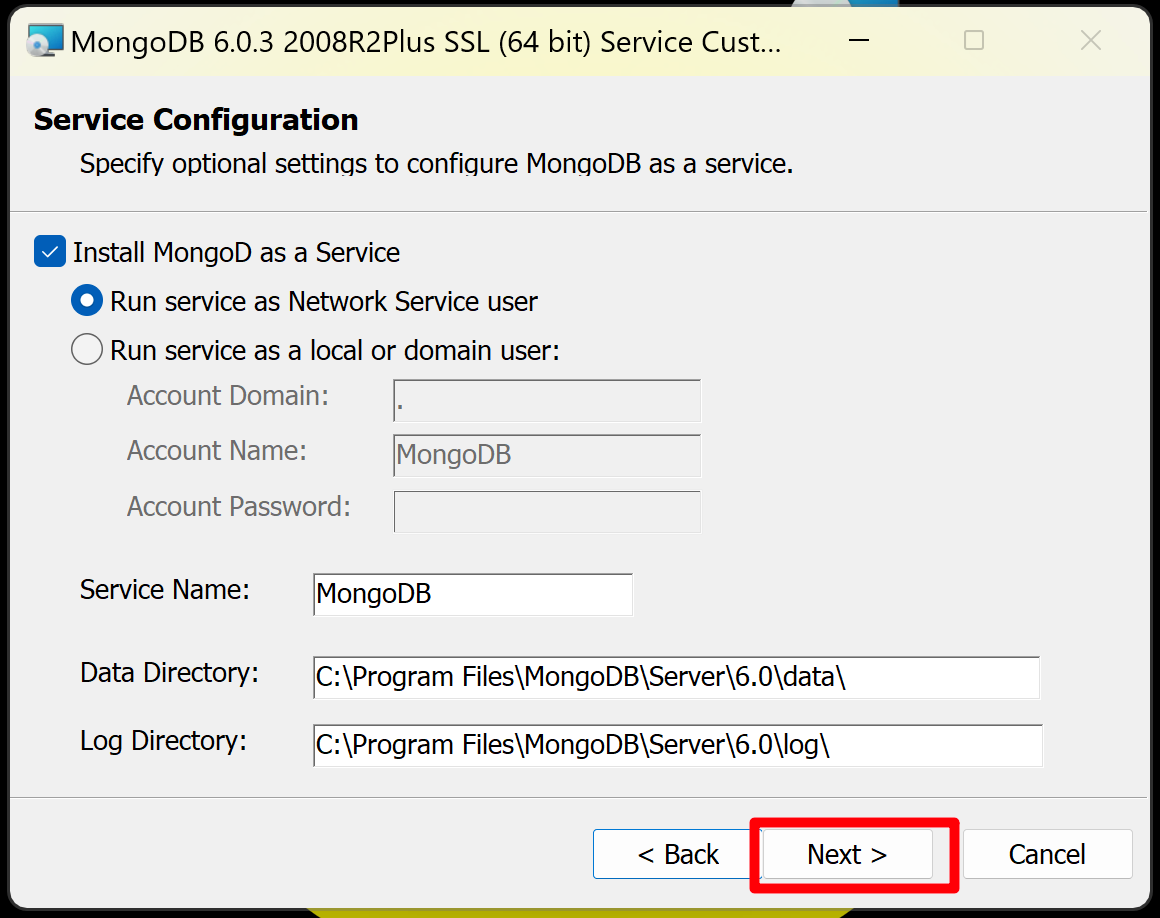 MongoDB 6.0.3 2008R2Plus SSL (64 bit) Service Cust...
Service Configuration
Specify optional settings to configure MongoDB as a service.
Install MongoD as a Service
Run service as Network Service user
Run service as a local or domain user:
Account Domain: .
Account Name: MongoDB
Account Password:
Service Name: MongoDB
Data Directory: C:\Program Files\MongoDB\Server\6.0\data\
Log Directory: C:\Program Files\MongoDB\Server\6.0\log\
< Back Next > Cancel